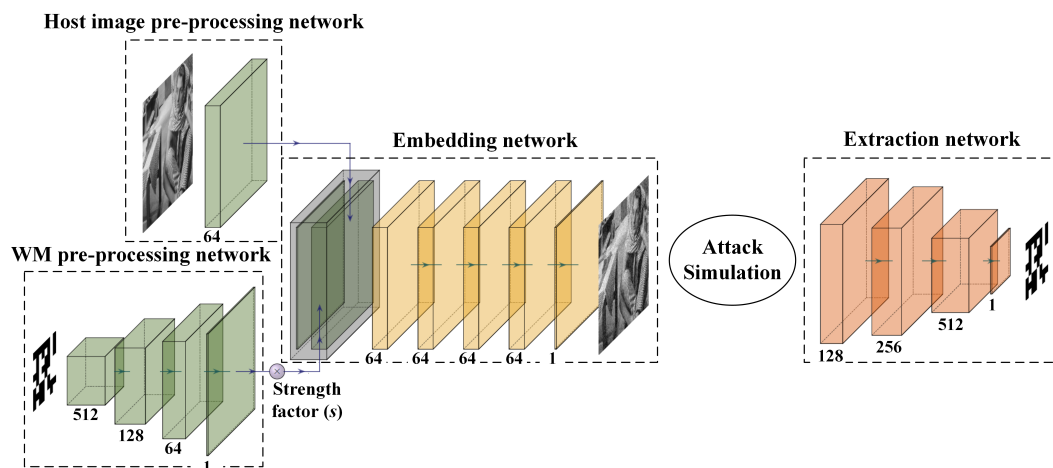 Host image pre-processing network
64
Embedding network
64 64 64 64 1
WM pre-processing network
512
128
64
1
Strength
factor (s)
Attack
Simulation
Extraction network
128
256
512
1